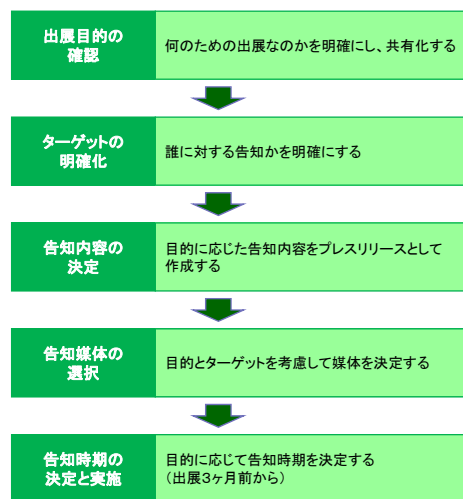 出展目的の
確認
何のための出展なのかを明確にし、共有化する
ターゲットの
明確化
誰に対する告知かを明確にする
告知内容の
決定
目的に応じた告知内容をプレスリリースとして
作成する
告知媒体の
選択
目的とターゲットを考慮して媒体を決定する
告知時期の
決定と実施
目的に応じて告知時期を決定する
(出展3ヶ月前から)